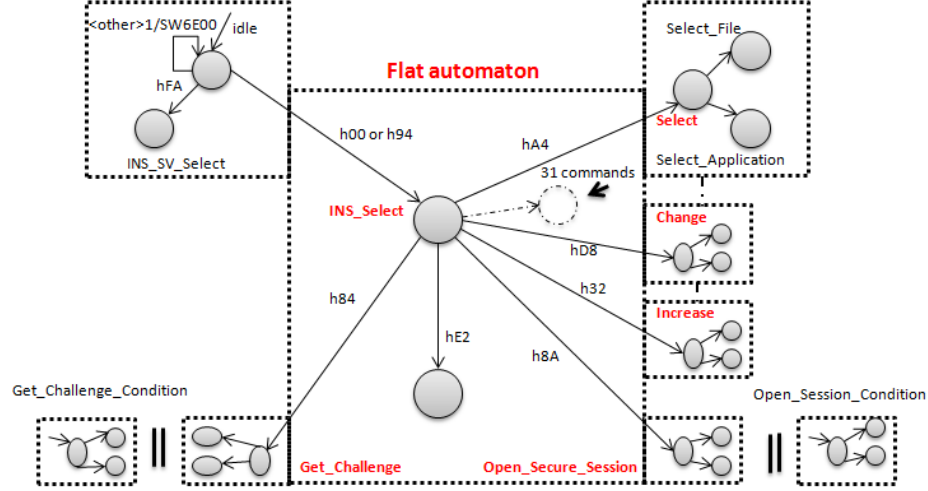 <other>1/SW6E00
idle
Select_File
Flat automaton
hFA
h00 or h94
hA4
Select
INS_SV_Select
Select_Application
31 commands
INS_Select
Change
hD8
h84
h32
Increase
hE2
h8A
Get_Challenge_Condition
Open_Session_Condition
Get_Challenge
Open_Secure_Session